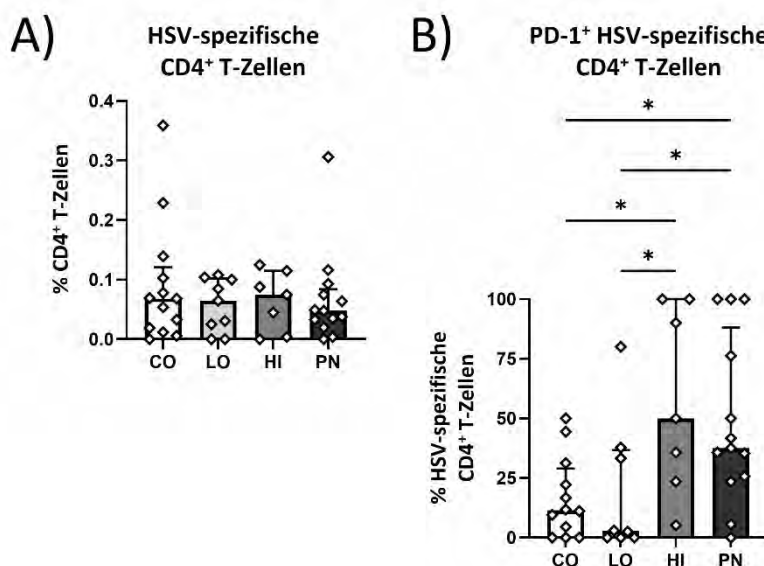 A)
HSV-spezifische
CD4⁺ T-Zellen
% CD4⁺ T-Zellen
0.4
0.3
0.2
0.1
0.0
CO LO HI PN
B)
PD-1⁺ HSV-spezifische
CD4⁺ T-Zellen
*
*
*
*
% HSV-spezifische
CD4⁺ T-Zellen
100
75
50
25
0
CO LO HI PN